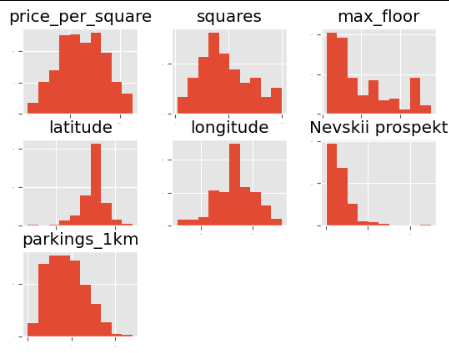 price_per_square
squares
max_floor
latitude
longitude
Nevskii prospekt
parkings_1km